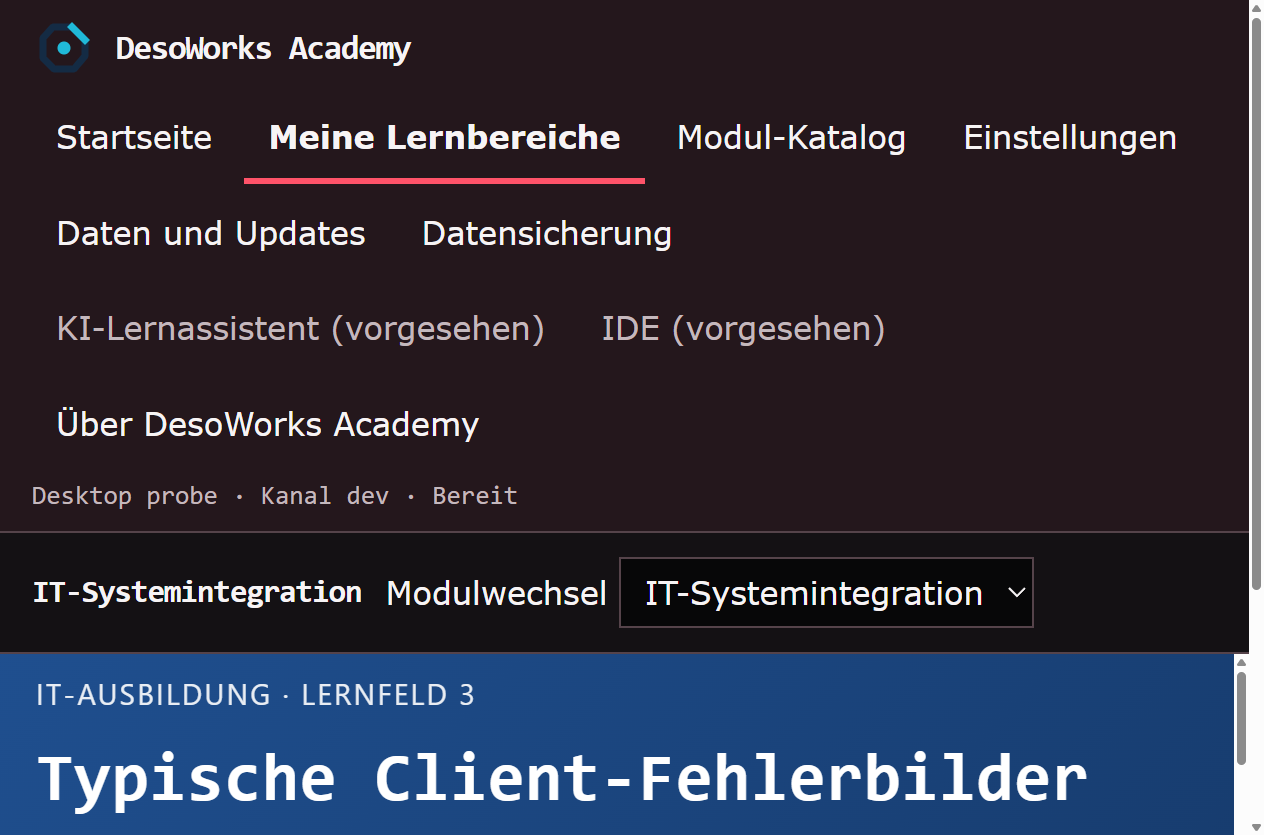 DesoWorks Academy
Startseite Meine Lernbereiche Modul-Katalog Einstellungen
Daten und Updates Datensicherung
KI-Lernassistent (vorgesehen) IDE (vorgesehen)
Über DesoWorks Academy
Desktop probe · Kanal dev · Bereit
IT-Systemintegration Modulwechsel IT-Systemintegration
IT-AUSBILDUNG · LERNFELD 3
Typische Client-Fehlerbilder